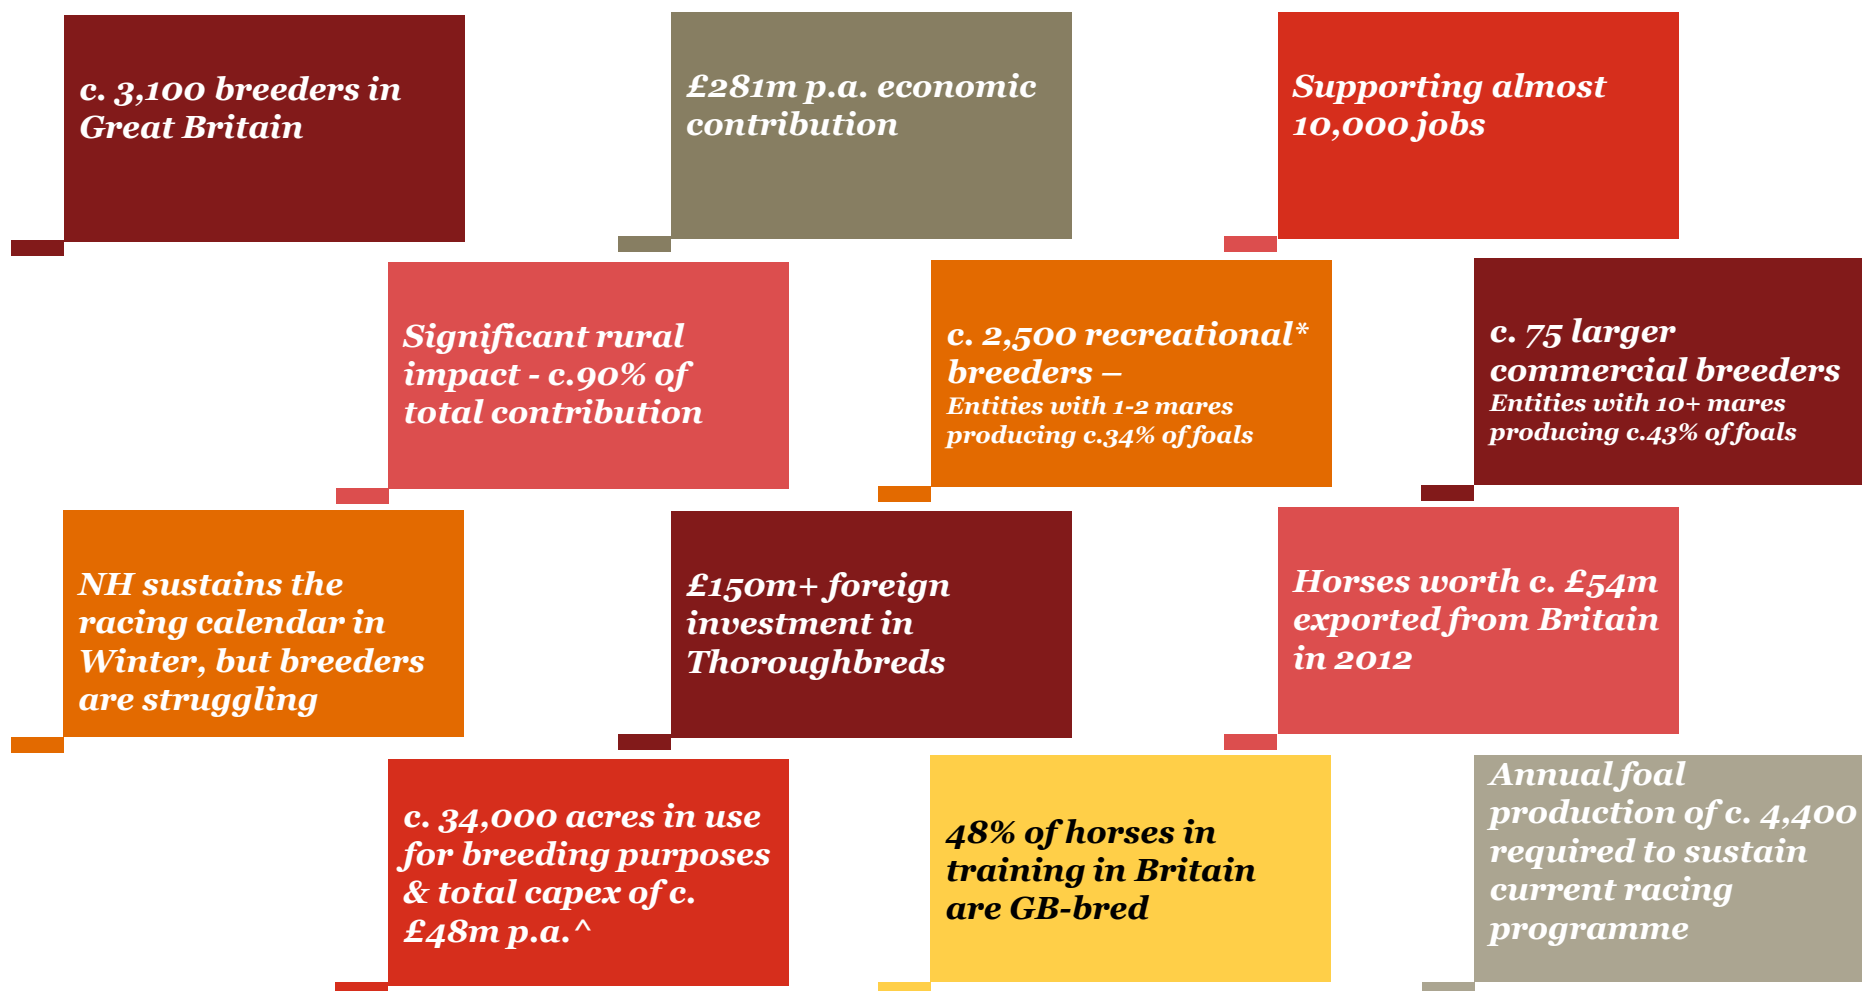 c. 3,100 breeders in
Great Britain
£281m p.a. economic
contribution
Supporting almost
10,000 jobs
Significant rural
impact - c.90% of
total contribution
c. 2,500 recreational*
breeders –
Entities with 1-2 mares
producing c.34% of foals
c. 75 larger
commercial breeders
Entities with 10+ mares
producing c.43% of foals
NH sustains the
racing calendar in
Winter, but breeders
are struggling
£150m+ foreign
investment in
Thoroughbreds
Horses worth c. £54m
exported from Britain
in 2012
c. 34,000 acres in use
for breeding purposes
& total capex of c.
£48m p.a.^
48% of horses in
training in Britain
are GB-bred
Annual foal
production of c. 4,400
required to sustain
current racing
programme